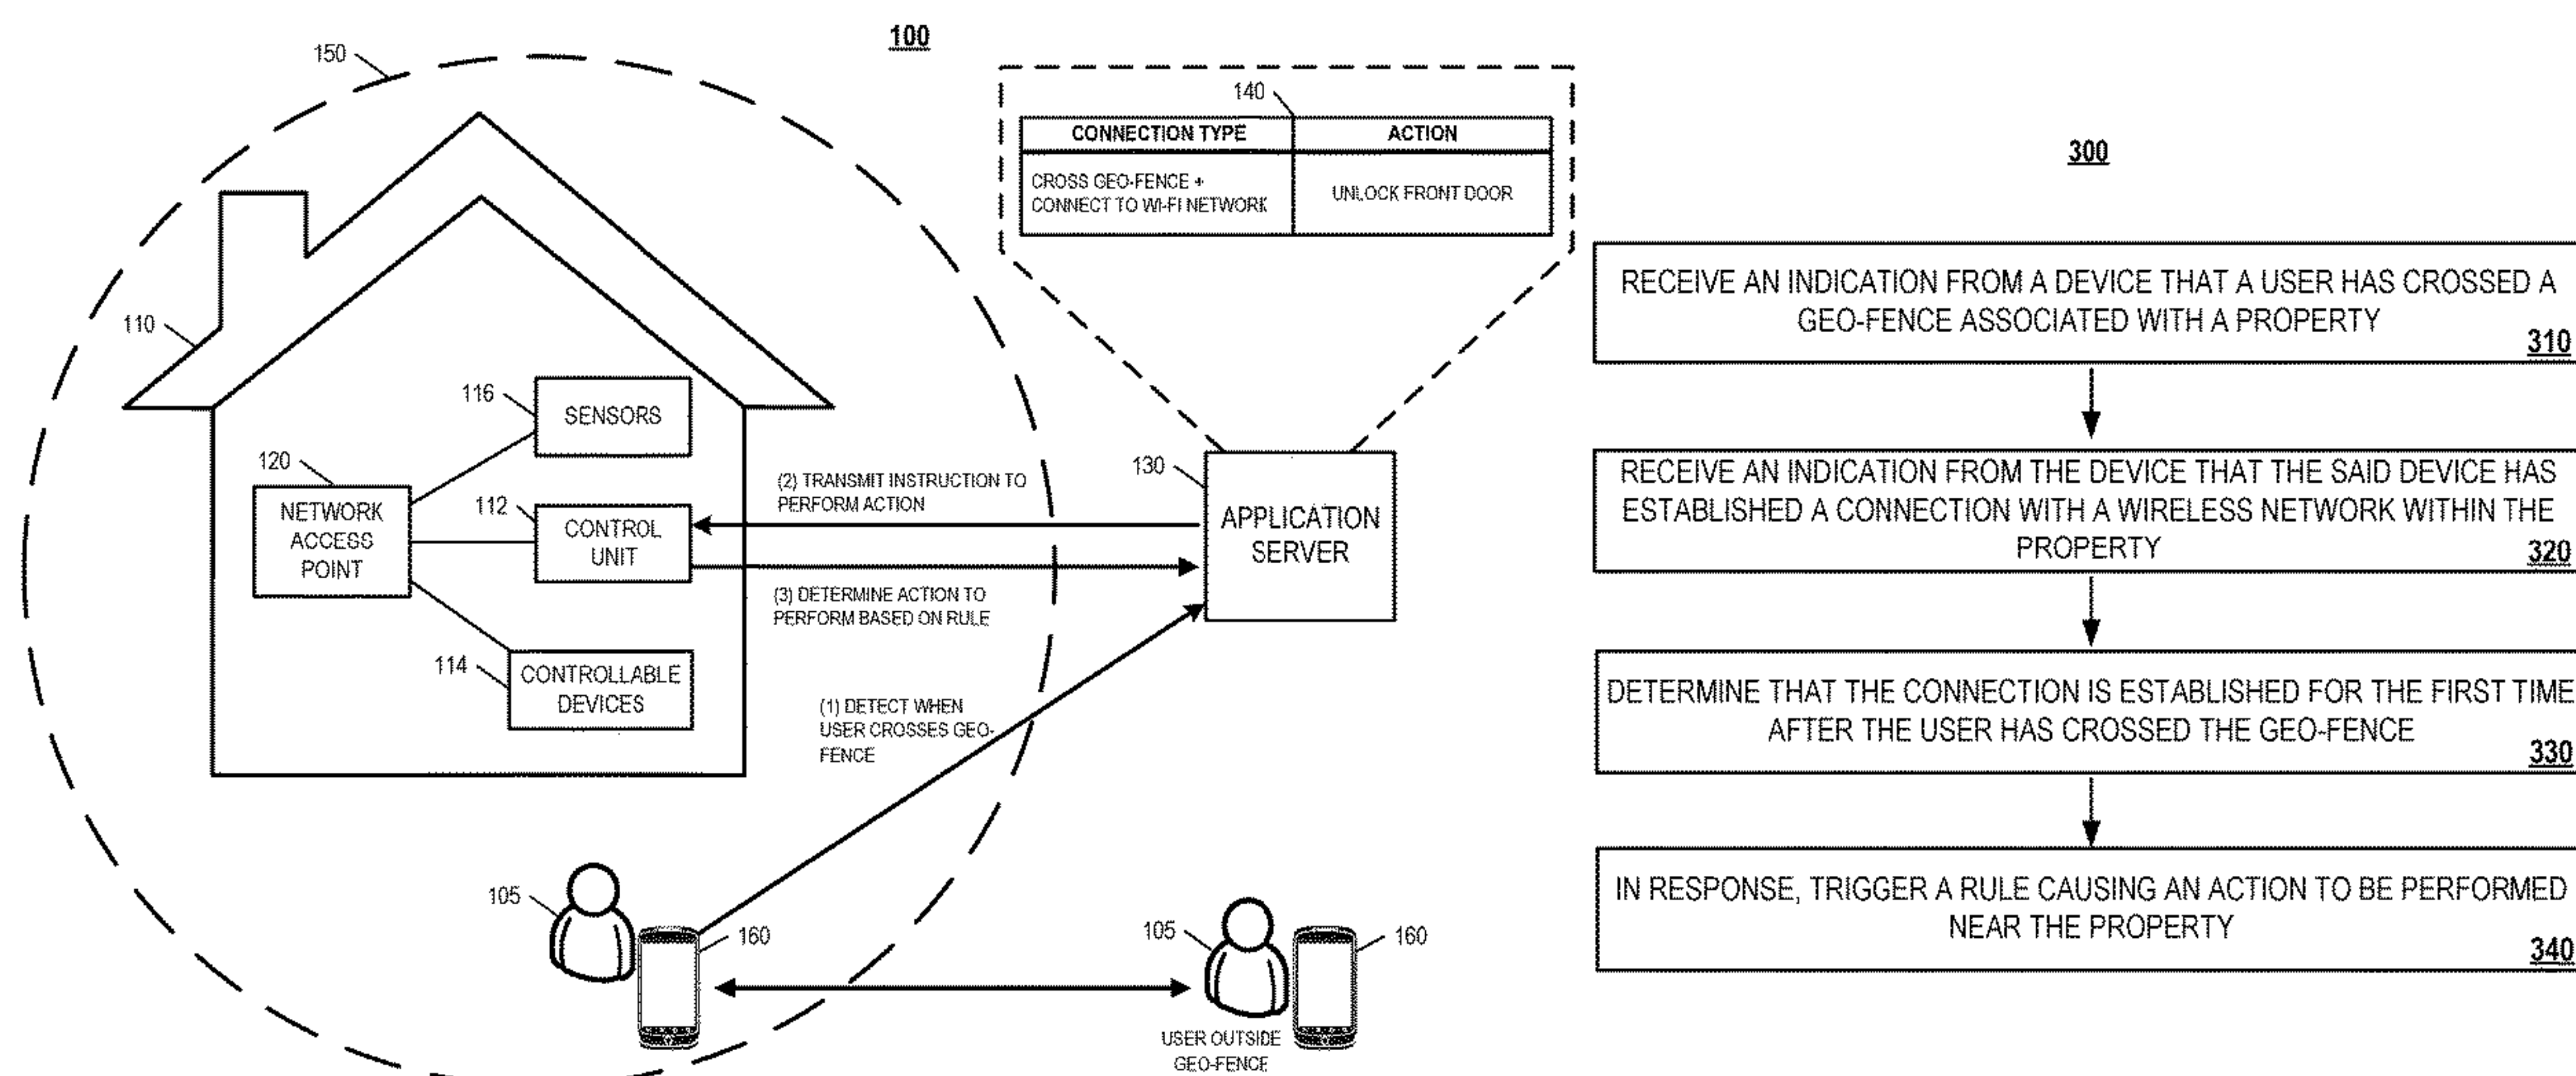 100
150
140
CONNECTION TYPE
ACTION
CROSS GEO-FENCE +
CONNECT TO WI-FI NETWORK
UNLOCK FRONT DOOR
110
116
SENSORS
120
NETWORK
ACCESS
POINT
112
CONTROL
UNIT
114
CONTROLLABLE
DEVICES
(2) TRANSMIT INSTRUCTION TO
PERFORM ACTION
130
APPLICATION
SERVER
(3) DETERMINE ACTION TO
PERFORM BASED ON RULE
(1) DETECT WHEN
USER CROSSES GEO-
FENCE
105
160
105
160
USER OUTSIDE
GEO-FENCE
300
RECEIVE AN INDICATION FROM A DEVICE THAT A USER HAS CROSSED A
GEO-FENCE ASSOCIATED WITH A PROPERTY
310
RECEIVE AN INDICATION FROM THE DEVICE THAT THE SAID DEVICE HAS
ESTABLISHED A CONNECTION WITH A WIRELESS NETWORK WITHIN THE
PROPERTY
320
DETERMINE THAT THE CONNECTION IS ESTABLISHED FOR THE FIRST TIME
AFTER THE USER HAS CROSSED THE GEO-FENCE
330
IN RESPONSE, TRIGGER A RULE CAUSING AN ACTION TO BE PERFORMED
NEAR THE PROPERTY
340